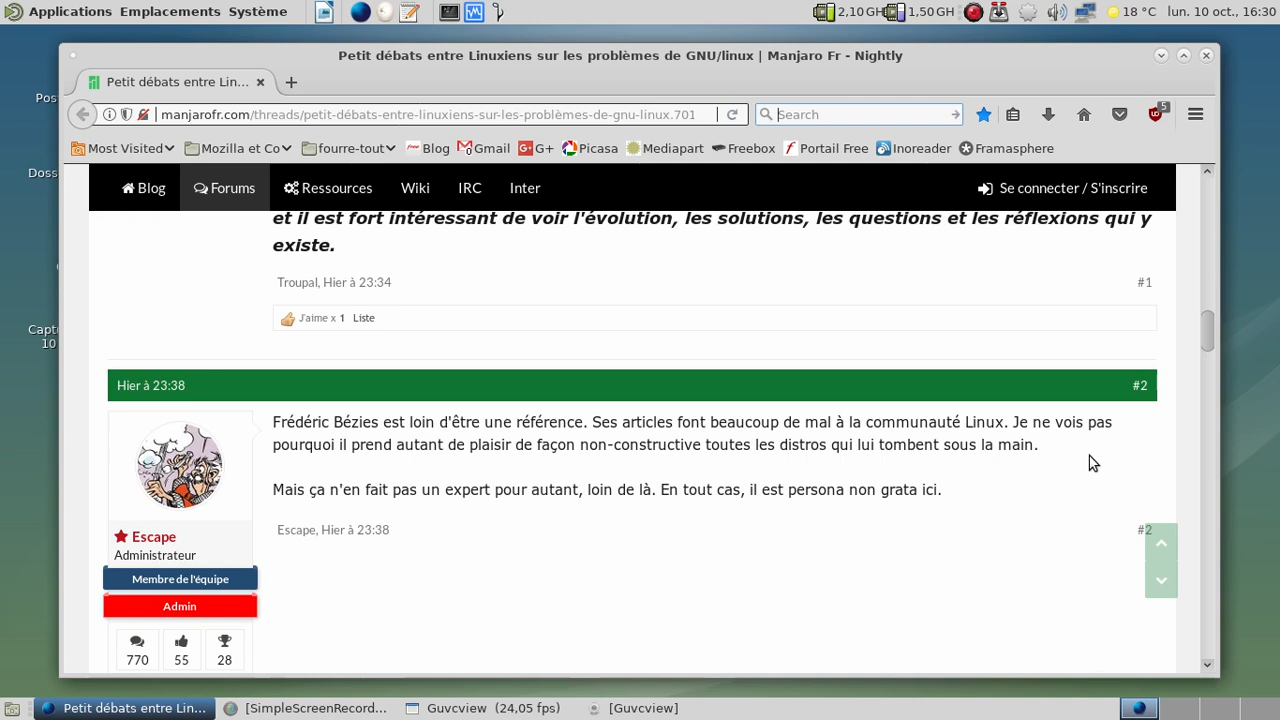 Applications Emplacements Système 2,10 GH 1,50 GH 18 °C lun. 10 oct., 16:30
Petit débats entre Linuxiens sur les problèmes de GNU/linux | Manjaro Fr - Nightly
Petit débats entre Lin...
manjarofr.com/threads/petit-débats-entre-linuxiens-sur-les-problèmes-de-gnu-linux.701 Search 5
Most Visited Mozilla et Co fourre-tout Blog Gmail G+ Picasa Mediapart Freebox Portail Free Inoreader Framasphere
Blog Forums Ressources Wiki IRC Inter Se connecter / S'inscrire
et il est fort intéressant de voir l'évolution, les solutions, les questions et les réflexions qui y
existe.
Troupal, Hier à 23:34 #1
J'aime x 1 Liste
Hier à 23:38 #2
Frédéric Bézies est loin d'être une référence. Ses articles font beaucoup de mal à la communauté Linux. Je ne vois pas
pourquoi il prend autant de plaisir de façon non-constructive toutes les distros qui lui tombent sous la main.
Mais ça n'en fait pas un expert pour autant, loin de là. En tout cas, il est persona non grata ici.
Escape, Hier à 23:38 #2
Escape
Administrateur
Membre de l'équipe
Admin
770 55 28
Pos
Doss
Capt
10
Petit débats entre Lin... [SimpleScreenRecord... Guvcview (24,05 fps) [Guvcview]